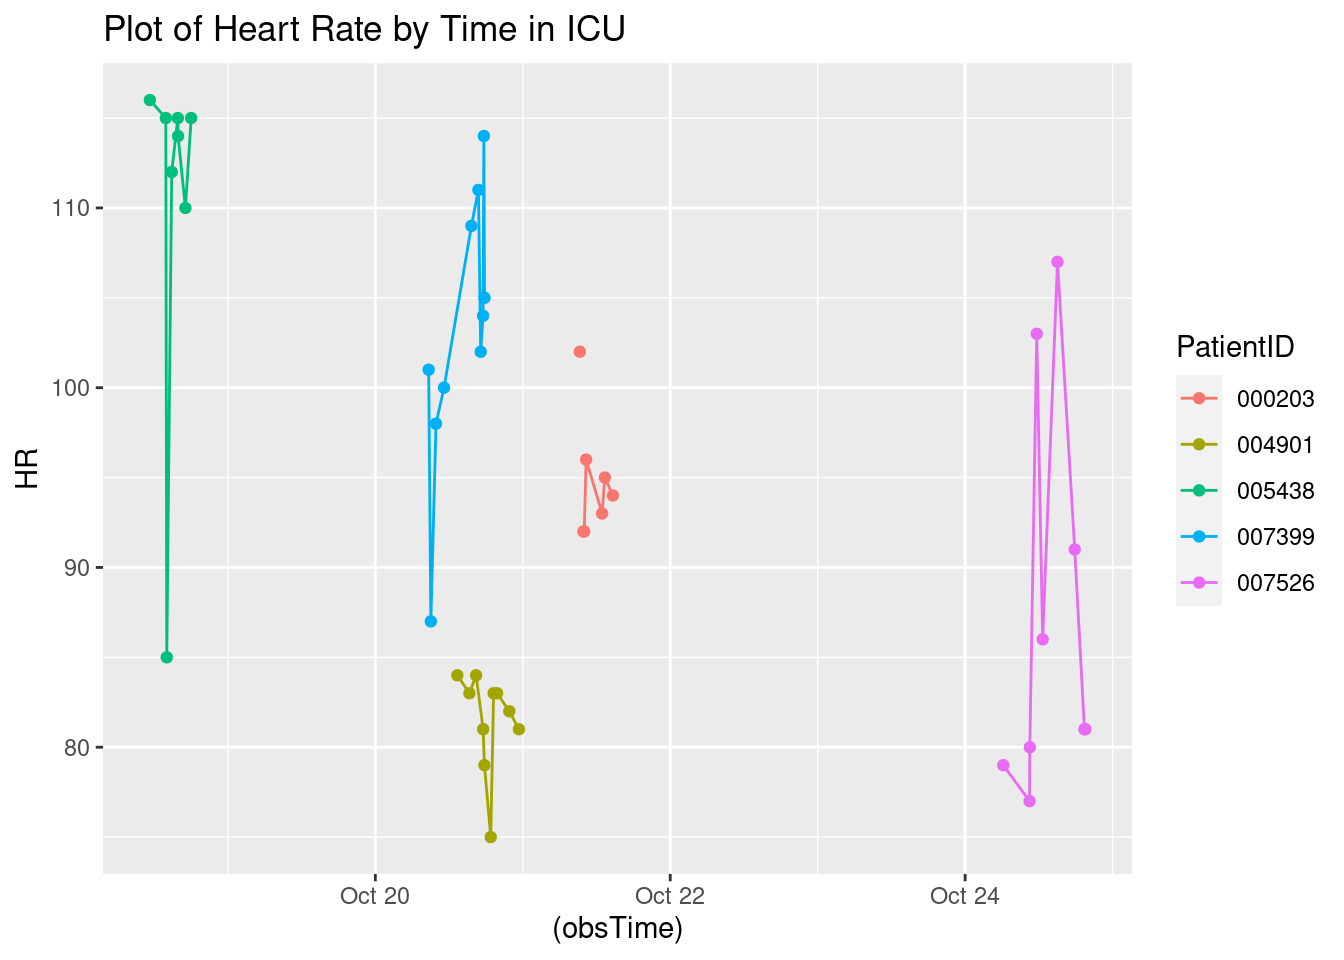 Plot of Heart Rate by Time in ICU
110
100
90
80
HR
Oct 20
Oct 22
Oct 24
(obsTime)
PatientID
000203
004901
005438
007399
007526